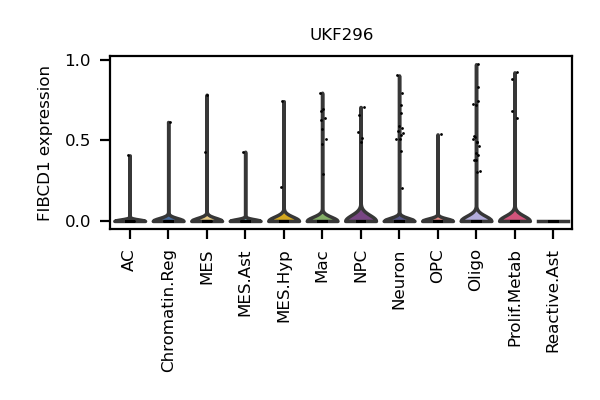 UKF296
FIBCD1 expression
1.0
0.5
0.0
AC
Chromatin.Reg
MES
MES.Ast
MES.Hyp
Mac
NPC
Neuron
OPC
Oligo
Prolif.Metab
Reactive.Ast